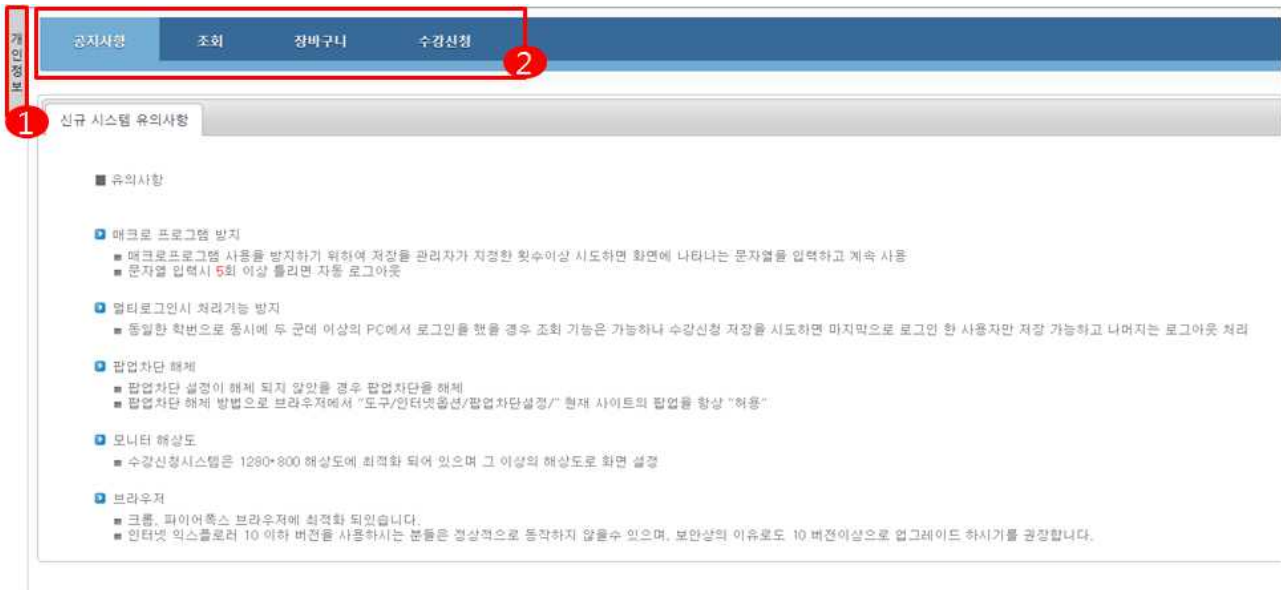 개인정보
1
공지사항 조회 장바구니 수강신청
2
신규 시스템 유의사항
■ 유의사항
매크로 프로그램 방지
■ 매크로프로그램 사용을 방지하기 위하여 저장을 관리자가 지정한 횟수이상 시도하면 화면에 나타나는 문자열을 입력하고 계속 사용
■ 문자열 입력시 5회 이상 틀리면 자동 로그아웃
멀티로그인시 처리기능 방지
■ 동일한 학번으로 동시에 두 군데 이상의 PC에서 로그인을 했을 경우 조회 기능은 가능하나 수강신청 저장을 시도하면 마지막으로 로그인 한 사용자만 저장 가능하고 나머지는 로그아웃 처리
팝업차단 해제
■ 팝업차단 설정이 해제 되지 않았을 경우 팝업차단을 해제
■ 팝업차단 해제 방법으로 브라우저에서 "도구/인터넷옵션/팝업차단설정/" 현재 사이트의 팝업을 항상 "허용"
모니터 해상도
■ 수강신청시스템은 1280*800 해상도에 최적화 되어 있으며 그 이상의 해상도로 화면 설정
브라우저
■ 크롬, 파이어폭스 브라우저에 최적화 되있습니다.
■ 인터넷 익스플로러 10 이하 버전을 사용하시는 분들은 정상적으로 동작하지 않을수 있으며, 보안상의 이유로도 10 버전이상으로 업그레이드 하시기를 권장합니다.